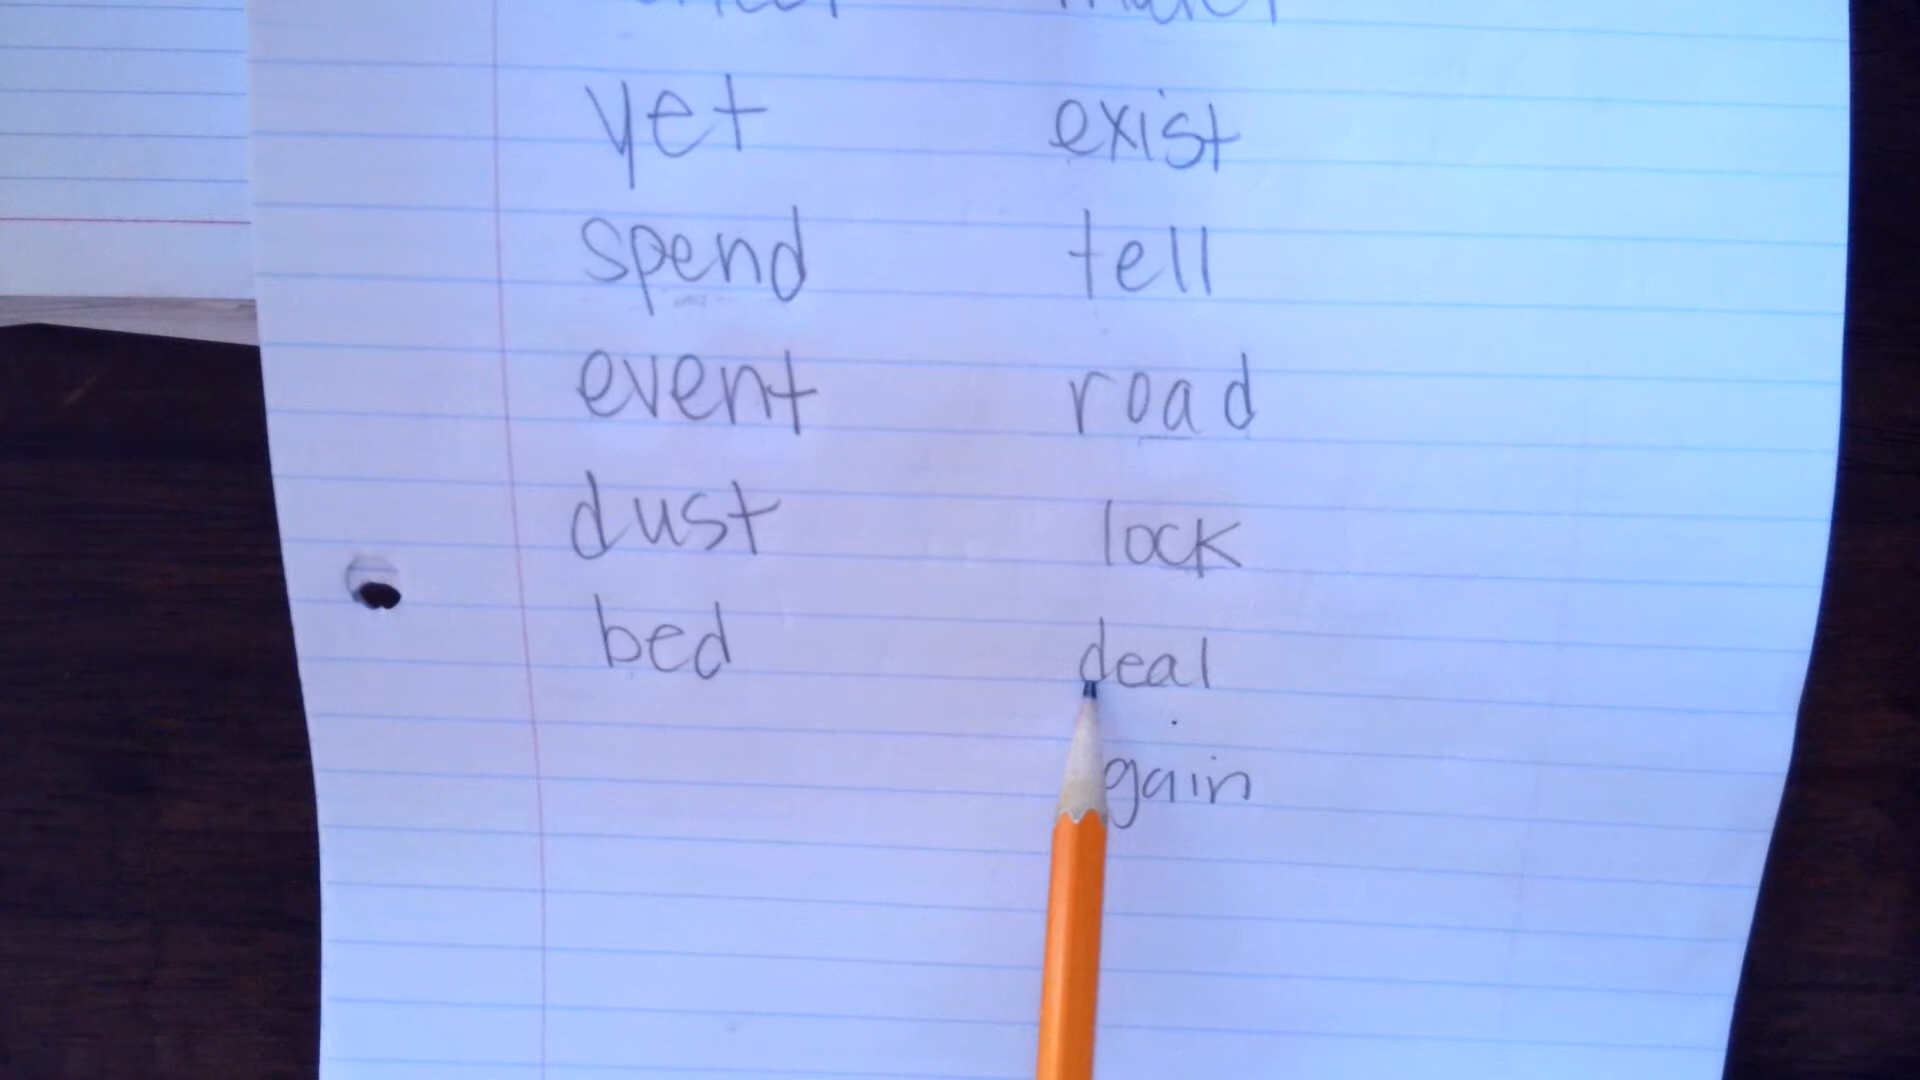 yet exist
spend tell
event road
dust lock
bed deal
gain